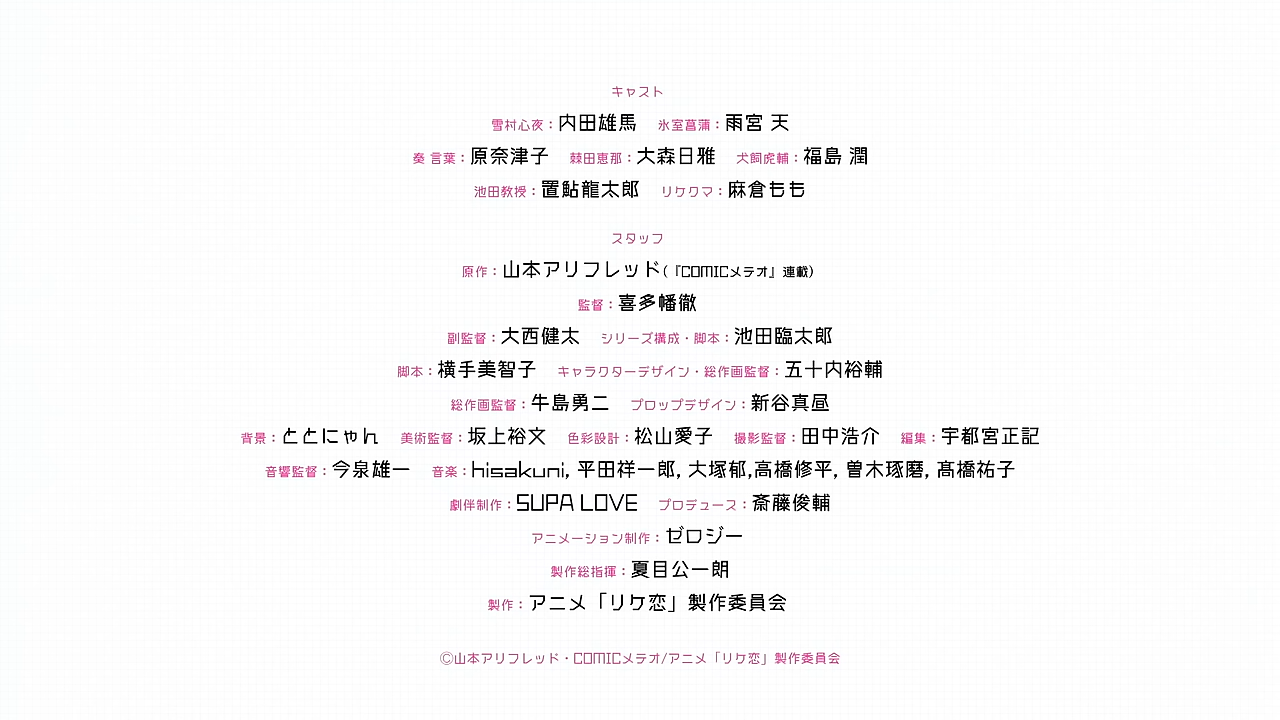 キャスト
雪村心夜：内田雄馬　氷室菖蒲：雨宮 天
奏 言葉：原奈津子　棘田恵那：大森日雅　犬飼虎輔：福島 潤
池田教授：置鮎龍太郎　リケクマ：麻倉もも
スタッフ
原作：山本アリフレッド(『COMICメテオ』連載)
監督：喜多幡徹
副監督：大西健太　シリーズ構成・脚本：池田臨太郎
脚本：横手美智子　キャラクターデザイン・総作画監督：五十内裕輔
総作画監督：牛島勇二　プロップデザイン：新谷真昼
背景：ととにゃん　美術監督：坂上裕文　色彩設計：松山愛子　撮影監督：田中浩介　編集：宇都宮正記
音響監督：今泉雄一　音楽：hisakuni, 平田祥一郎, 大塚郁,高橋修平, 曽木琢磨, 髙橋祐子
劇伴制作：SUPA LOVE　プロデュース：斎藤俊輔
アニメーション制作：ゼロジー
製作総指揮：夏目公一朗
製作：アニメ「リケ恋」製作委員会
©山本アリフレッド・COMICメテオ/アニメ「リケ恋」製作委員会